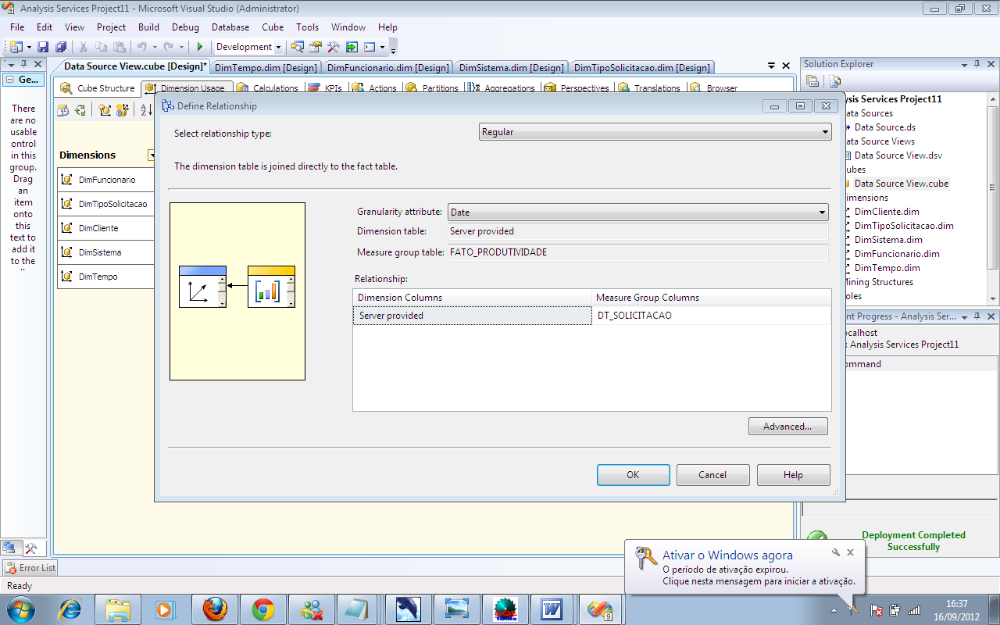 Analysis Services Project11 - Microsoft Visual Studio (Administrator)
File Edit View Project Build Debug Database Cube Tools Window Help
Development
Data Source View.cube [Design]* DimTempo.dim [Design] DimFuncionario.dim [Design] DimSistema.dim [Design] DimTipoSolicitacao.dim [Design]
Cube Structure Dimension Usage Calculations KPIs Actions Partitions Aggregations Perspectives Translations Browser
Ge...
There
are no
usable
ontrol
in this
group.
Drag
an
item
onto
this
text to
add it
to the
Dimensions
DimFuncionario
DimTipoSolicitacao
DimCliente
DimSistema
DimTempo
Define Relationship
Select relationship type: Regular
The dimension table is joined directly to the fact table.
Granularity attribute: Date
Dimension table: Server provided
Measure group table: FATO_PRODUTIVIDADE
Relationship:
Dimension Columns Measure Group Columns
Server provided DT_SOLICITACAO
Advanced...
OK Cancel Help
Solution Explorer
ysis Services Project11
ata Sources
Data Source.ds
ata Source Views
Data Source View.dsv
ubes
Data Source View.cube
imensions
DimCliente.dim
DimTipoSolicitacao.dim
DimSistema.dim
DimFuncionario.dim
DimTempo.dim
ining Structures
oles
nt Progress - Analysis Ser...
calhost
: Analysis Services Project11
ommand
Deployment Completed
Successfully
Ativar o Windows agora
O período de ativação expirou.
Clique nesta mensagem para iniciar a ativação.
Error List
Ready
16:37
16/09/2012